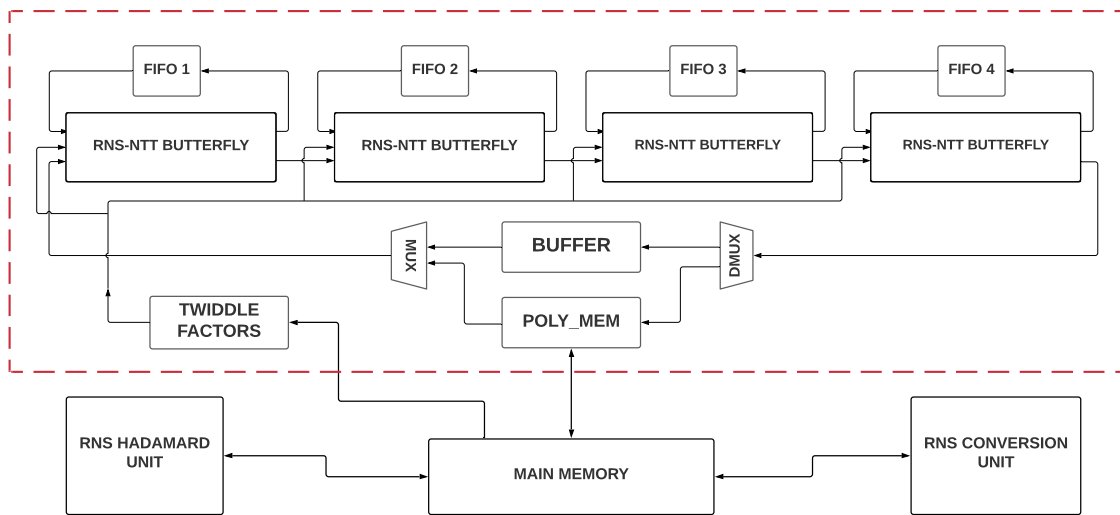 FIFO 1
FIFO 2
FIFO 3
FIFO 4
RNS-NTT BUTTERFLY
RNS-NTT BUTTERFLY
RNS-NTT BUTTERFLY
RNS-NTT BUTTERFLY
MUX
BUFFER
DMUX
TWIDDLE
FACTORS
POLY_MEM
RNS HADAMARD
UNIT
MAIN MEMORY
RNS CONVERSION
UNIT